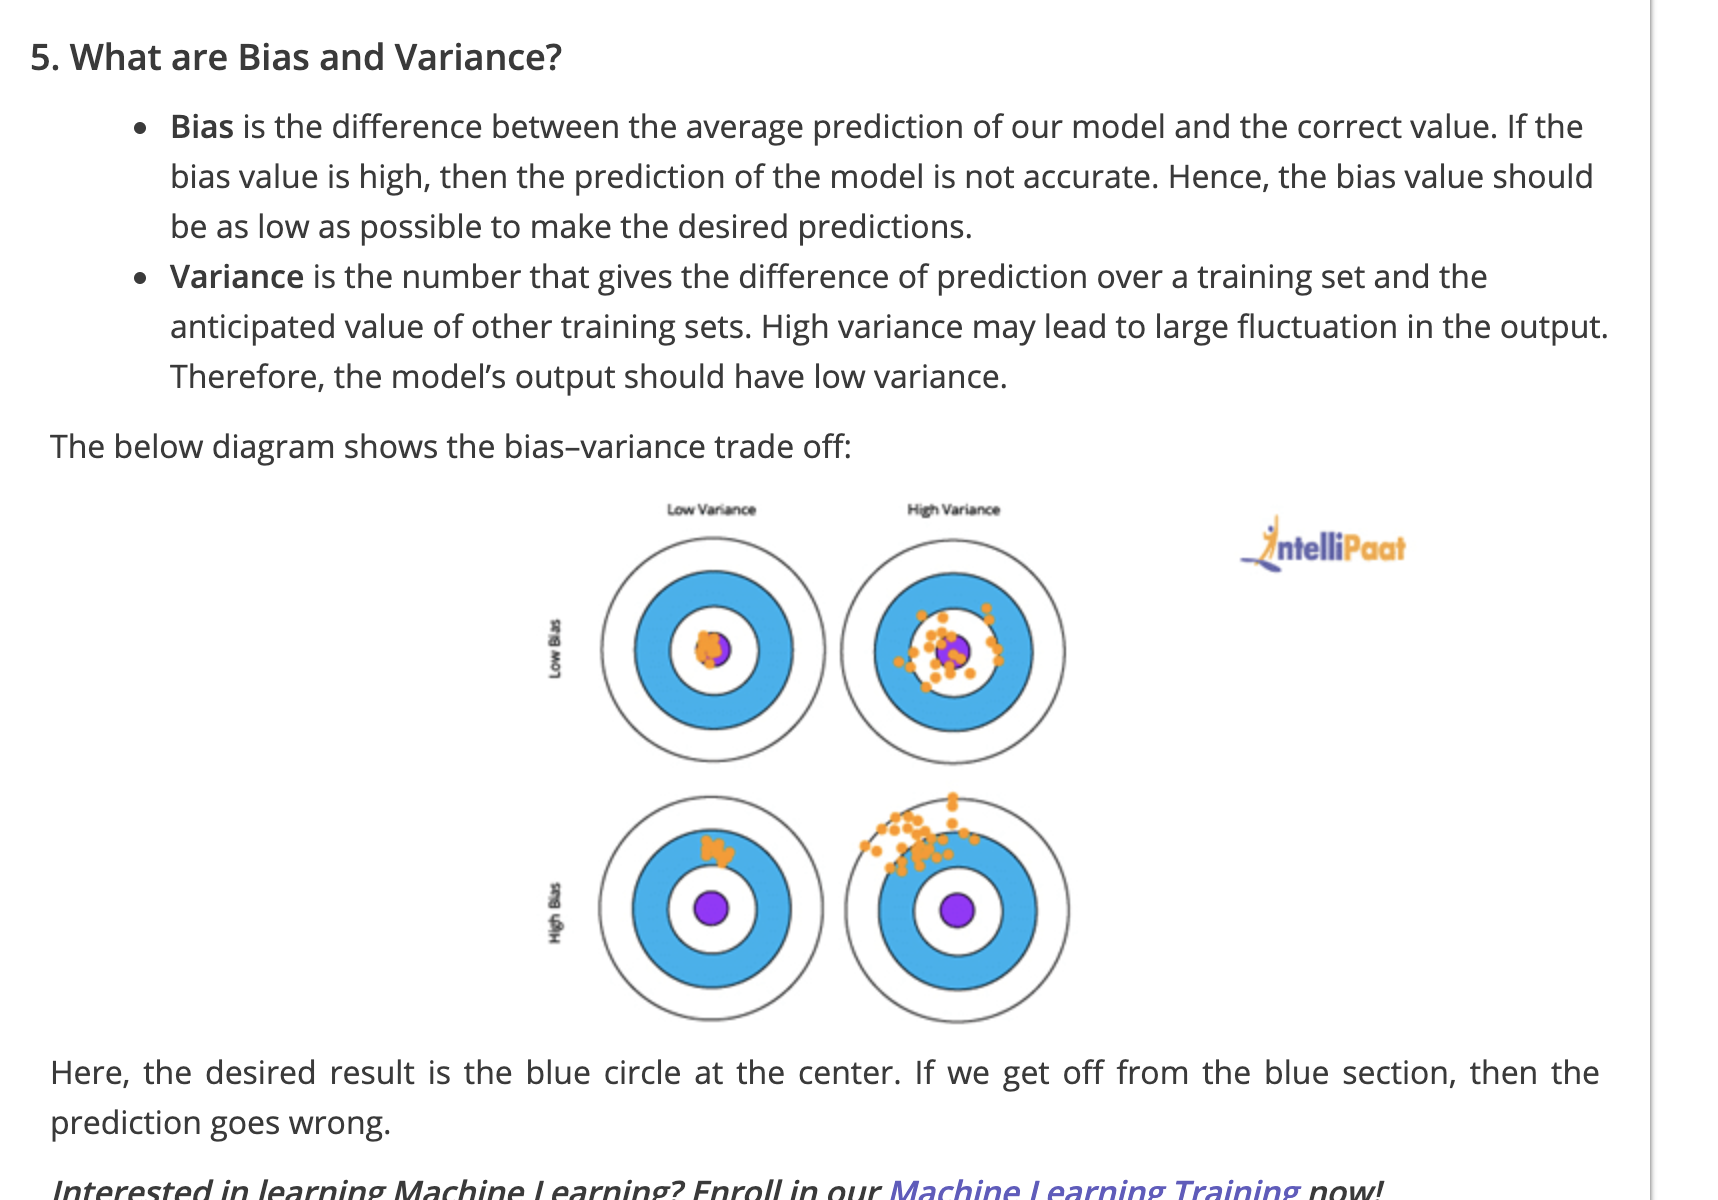 5. What are Bias and Variance?
• Bias is the difference between the average prediction of our model and the correct value. If the
bias value is high, then the prediction of the model is not accurate. Hence, the bias value should
be as low as possible to make the desired predictions.
• Variance is the number that gives the difference of prediction over a training set and the
anticipated value of other training sets. High variance may lead to large fluctuation in the output.
Therefore, the model’s output should have low variance.
The below diagram shows the bias–variance trade off:
Low Variance
High Variance
IntelliPaat
Low Bias
High Bias
Here, the desired result is the blue circle at the center. If we get off from the blue section, then the
prediction goes wrong.
Interested in learning Machine Learning? Enroll in our Machine Learning Training now!